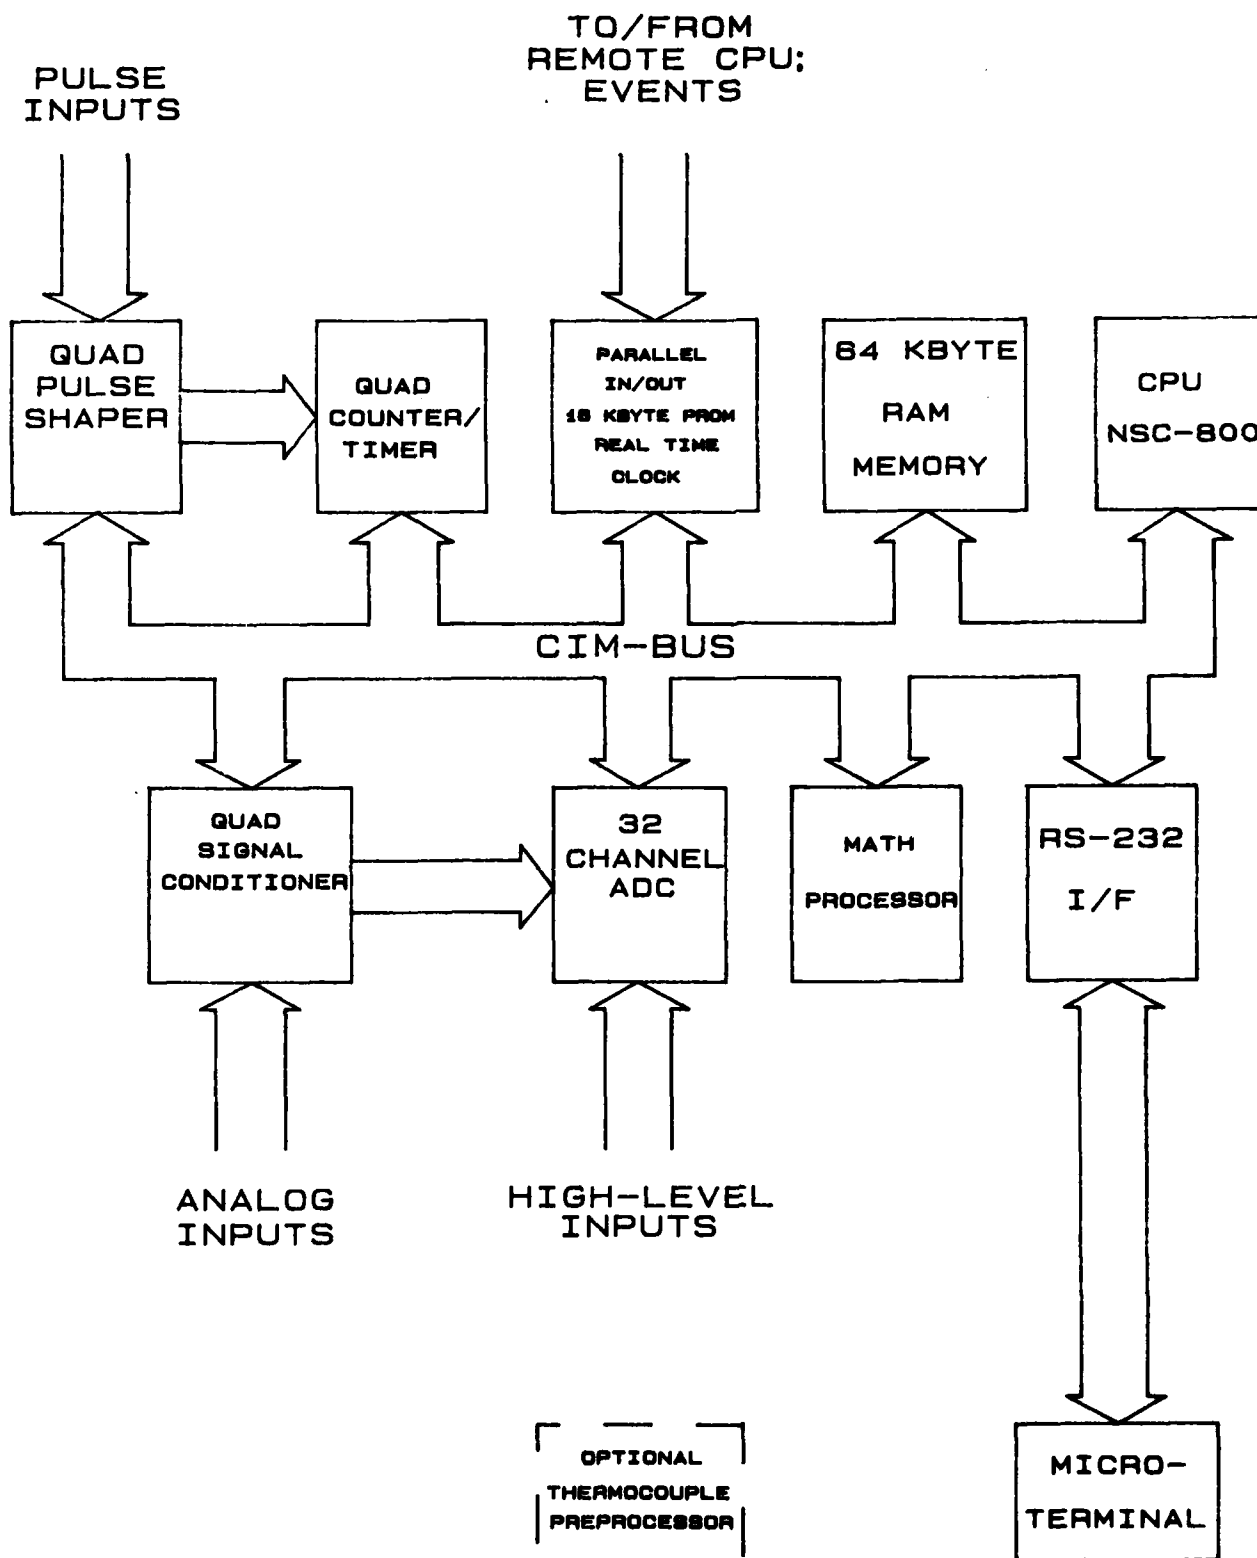 TO/FROM
REMOTE CPU;
EVENTS
PULSE
INPUTS
QUAD
PULSE
SHAPER
QUAD
COUNTER/
TIMER
PARALLEL
IN/OUT
16 KBYTE PROM
REAL TIME
CLOCK
64 KBYTE
RAM
MEMORY
CPU
NSC-800
CIM-BUS
QUAD
SIGNAL
CONDITIONER
32
CHANNEL
ADC
MATH
PROCESSOR
RS-232
I/F
ANALOG
INPUTS
HIGH-LEVEL
INPUTS
OPTIONAL
THERMOCOUPLE
PREPROCESSOR
MICRO-
TERMINAL